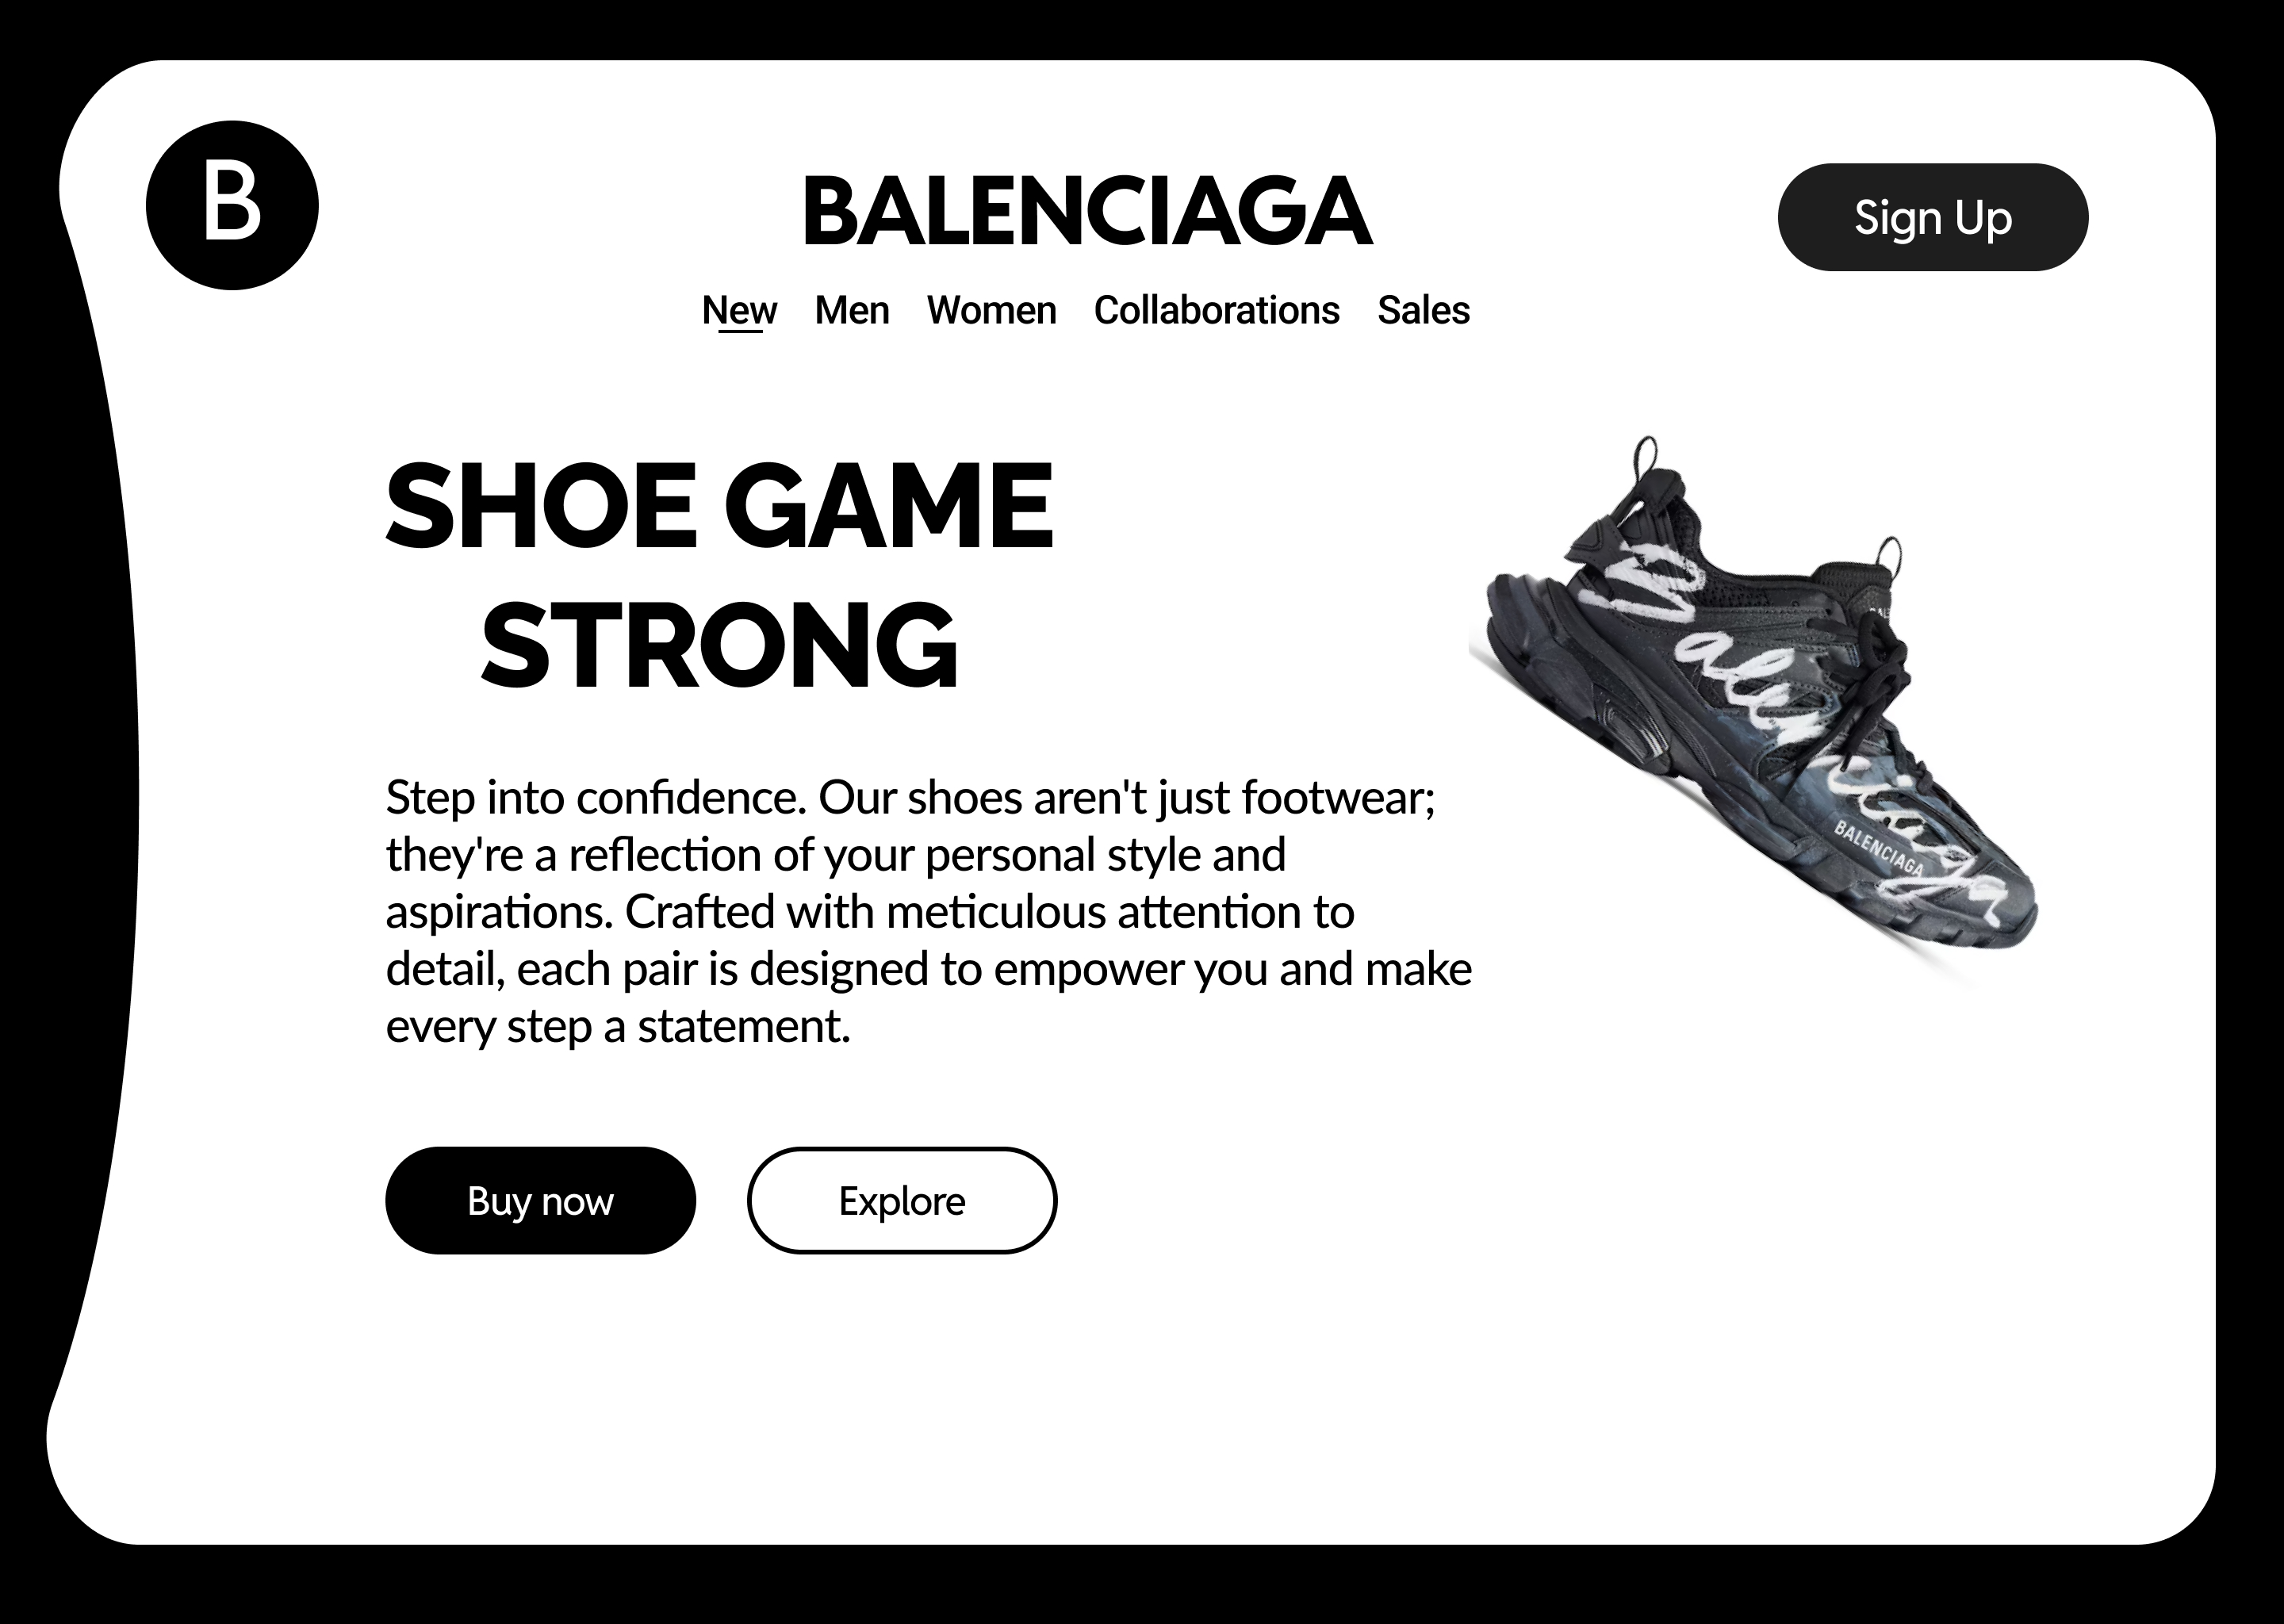 B
BALENCIAGA
Sign Up
New Men Women Collaborations Sales
SHOE GAME
STRONG
Step into confidence. Our shoes aren't just footwear;
they're a reflection of your personal style and
aspirations. Crafted with meticulous attention to
detail, each pair is designed to empower you and make
every step a statement.
Buy now
Explore
Balenciaga
BALENCIAGA